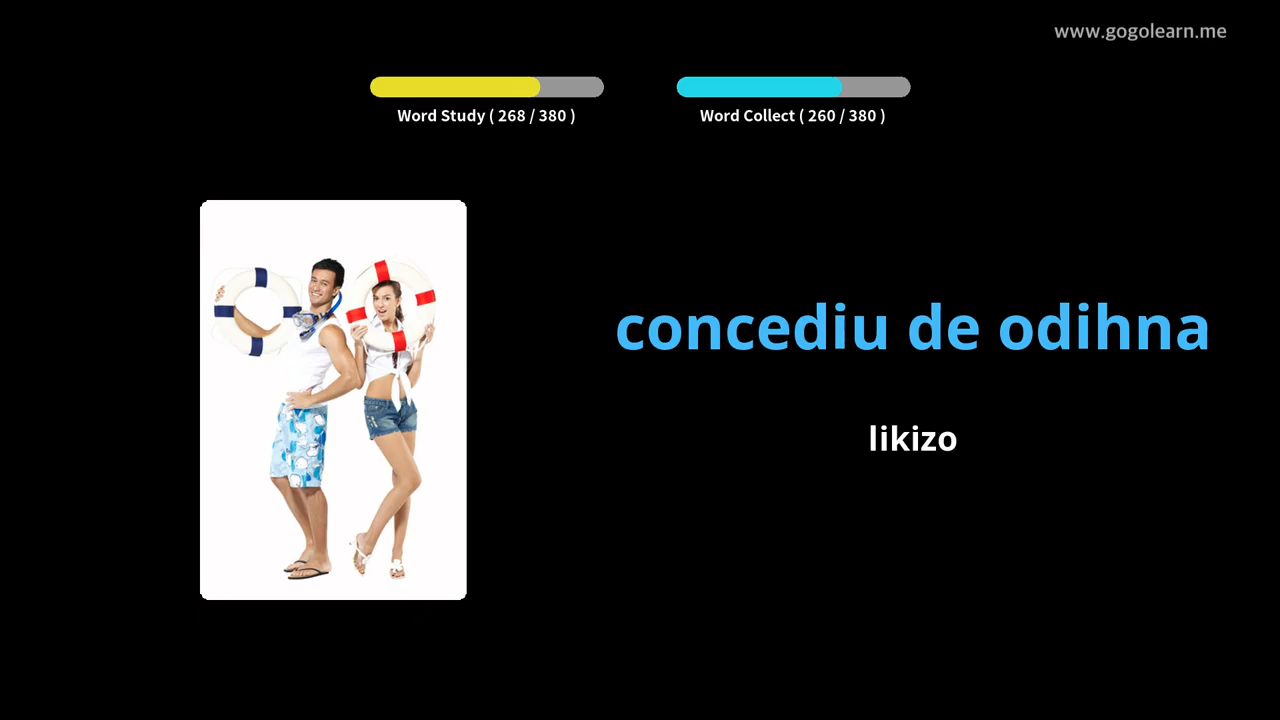 www.gogolearn.me
Word Study ( 268 / 380 )
Word Collect ( 260 / 380 )
concediu de odihna
likizo